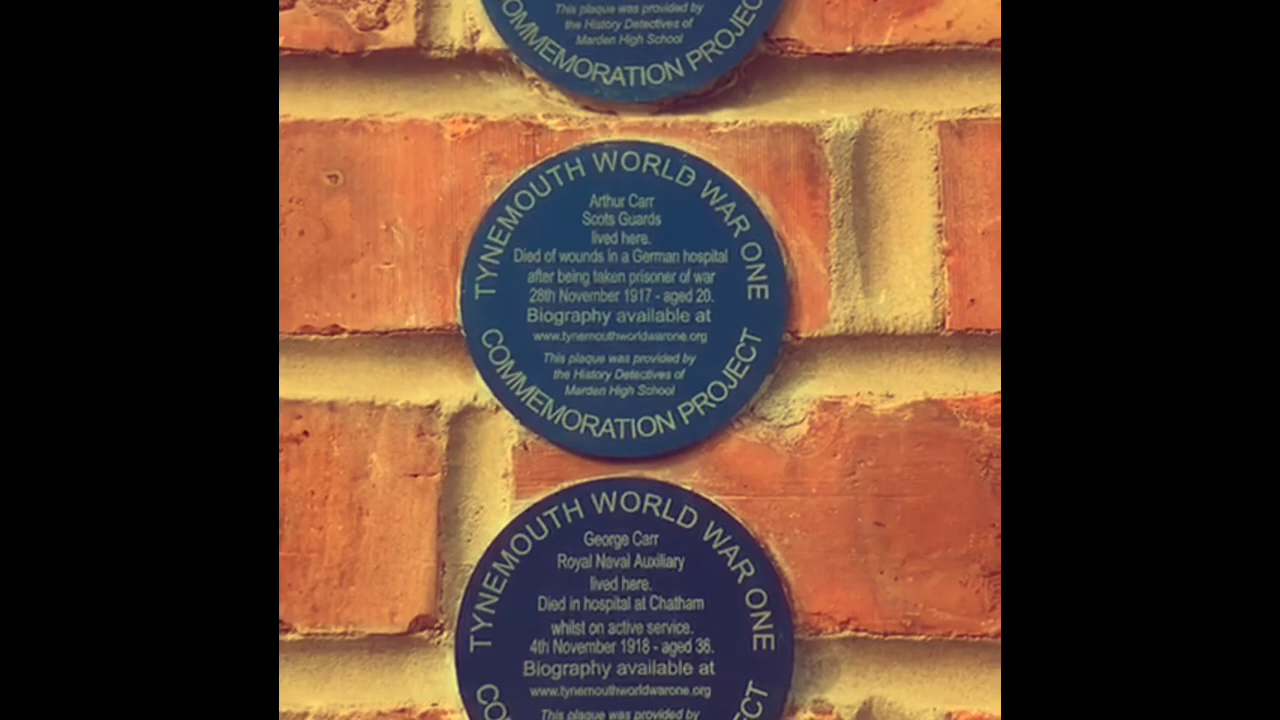 This plaque was provided by
the History Detectives of
Marden High School
COMMEMORATION PROJECT
TYNEMOUTH WORLD WAR ONE
Arthur Carr
Scots Guards
lived here.
Died of wounds in a German hospital
after being taken prisoner of war
28th November 1917 - aged 20.
Biography available at
www.tynemouthworldwarone.org
This plaque was provided by
the History Detectives of
Marden High School
COMMEMORATION PROJECT
TYNEMOUTH WORLD WAR ONE
George Carr
Royal Naval Auxiliary
lived here.
Died in hospital at Chatham
whilst on active service.
4th November 1918 - aged 36.
Biography available at
www.tynemouthworldwarone.org
This plaque was provided by